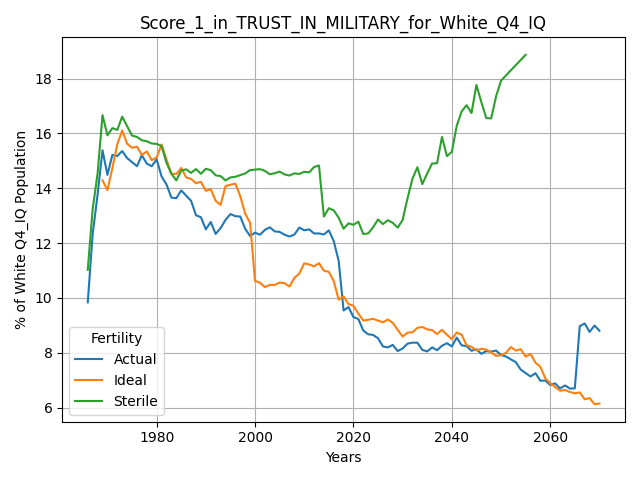 Score_1_in_TRUST_IN_MILITARY_for_White_Q4_IQ
% of White Q4_IQ Population
18
16
14
12
10
8
6
Fertility
Actual
Ideal
Sterile
1980 2000 2020 2040 2060
Years